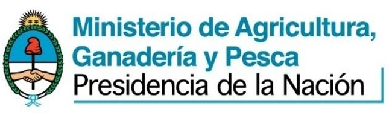 Ministerio de Agricultura,
Ganadería y Pesca
Presidencia de la Nación